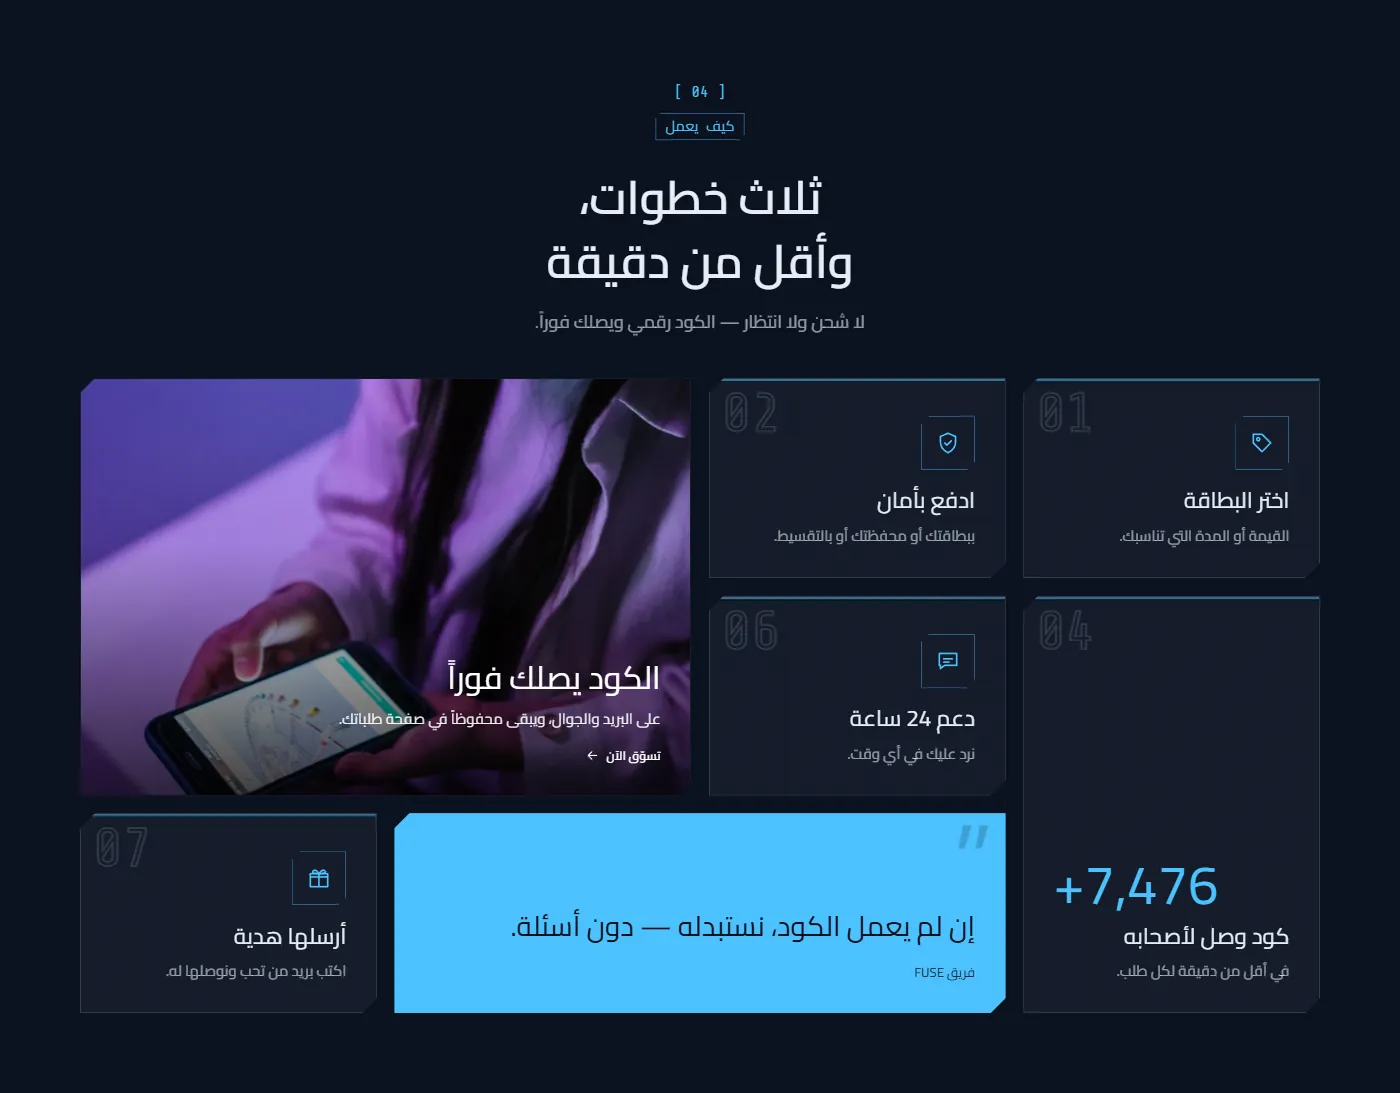 [ 04 ]
كيف يعمل
ثلاث خطوات،
وأقل من دقيقة
لا شحن ولا انتظار — الكود رقمي ويصلك فوراً.
01
اختر البطاقة
القيمة أو المدة التي تناسبك.
02
ادفع بأمان
ببطاقتك أو محفظتك أو بالتقسيط.
الكود يصلك فوراً
على البريد والجوال، ويبقى محفوظاً في صفحة طلباتك.
تسوّق الآن ←
04
+7,476
كود وصل لأصحابه
في أقل من دقيقة لكل طلب.
06
دعم 24 ساعة
نرد عليك في أي وقت.
"
إن لم يعمل الكود، نستبدله — دون أسئلة.
فريق FUSE
07
أرسلها هدية
اكتب بريد من تحب ونوصلها له.